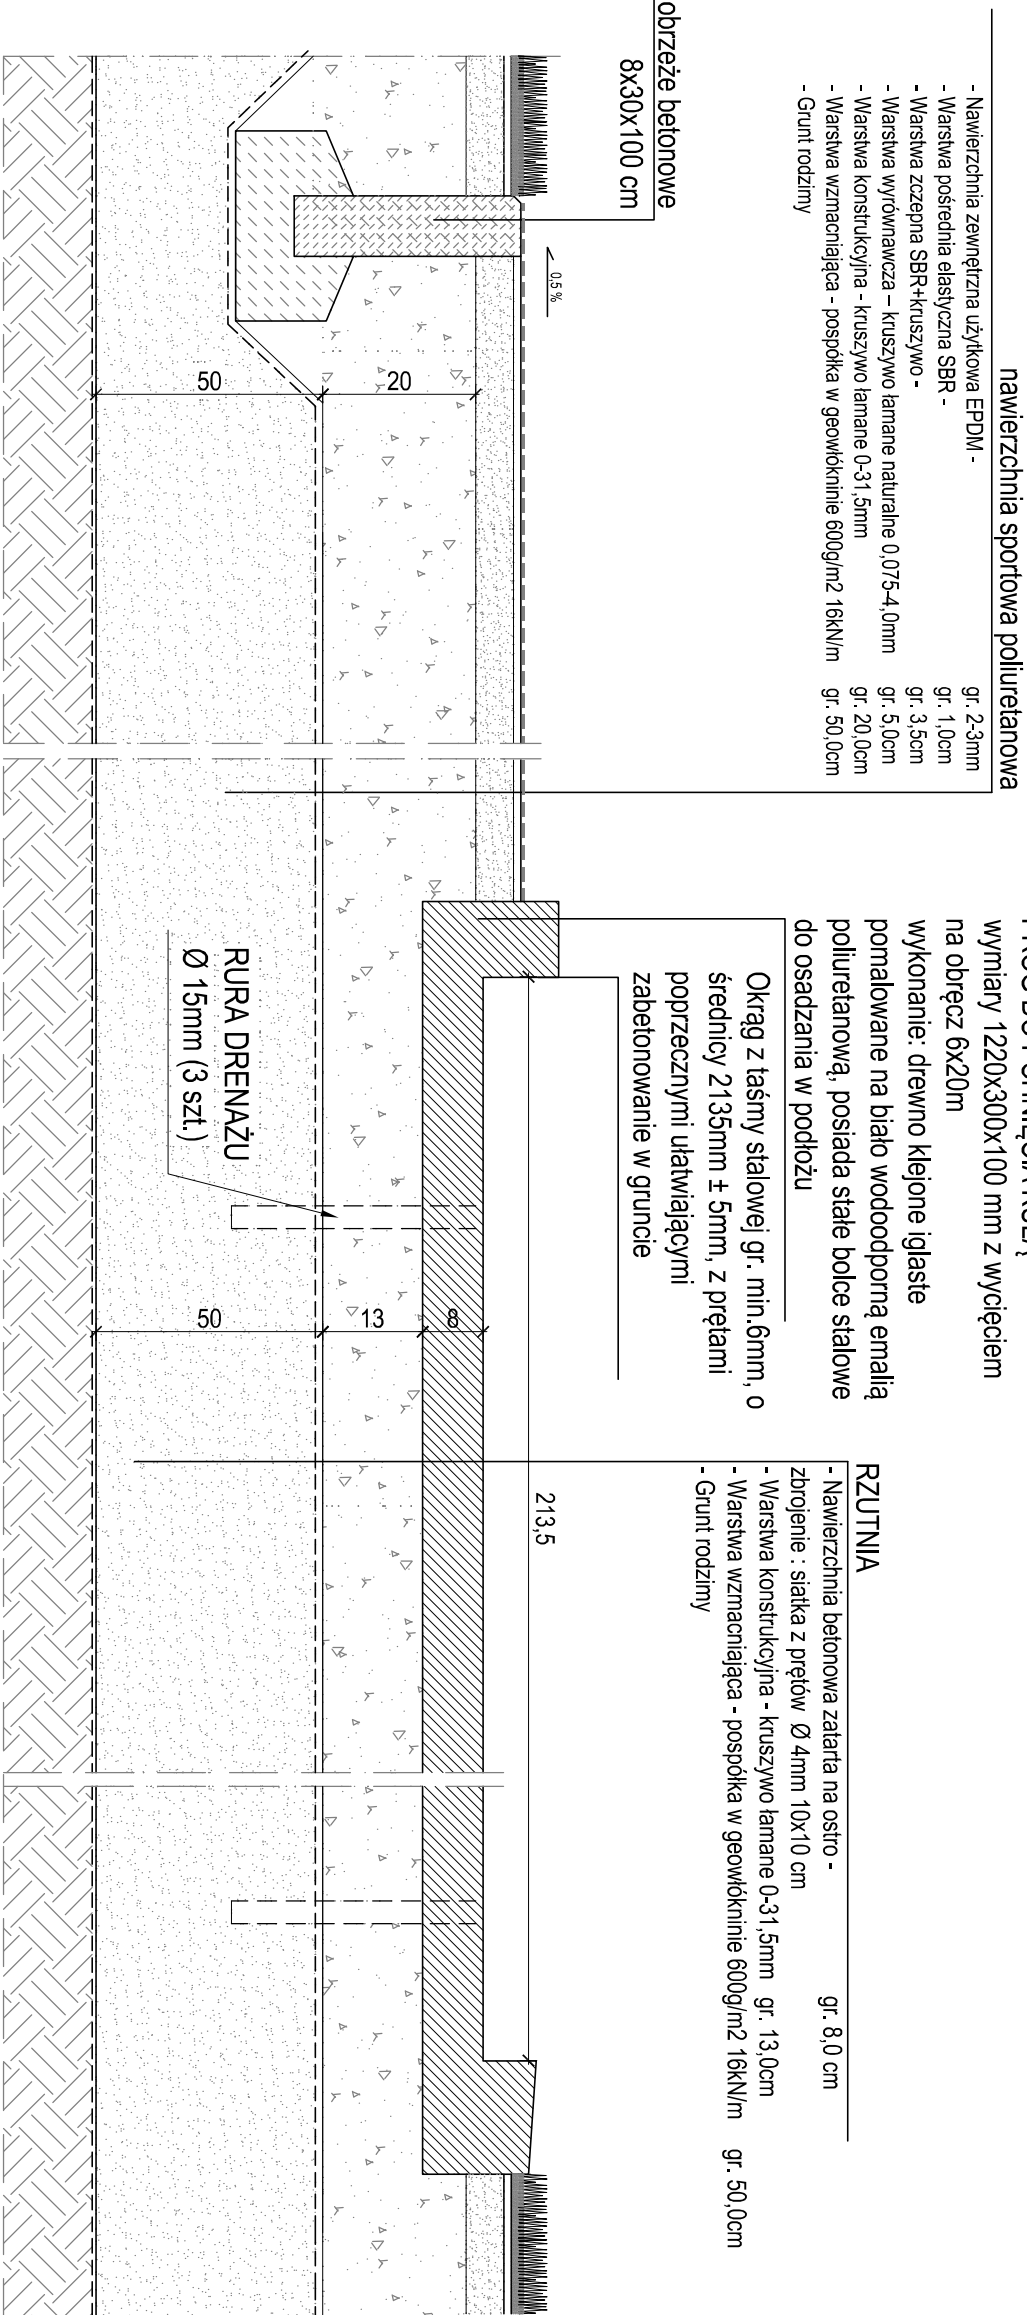 nawierzchnia sportowa poliuretanowa
- Nawierzchnia zewnętrzna użytkowa EPDM - gr. 2-3mm
- Warstwa pośrednia elastyczna SBR - gr. 1,0cm
- Warstwa zczepna SBR+kruszywo - gr. 3,5cm
- Warstwa wyrównawcza – kruszywo łamane naturalne 0,075-4,0mm gr. 5,0cm
- Warstwa konstrukcyjna - kruszywo łamane 0-31,5mm gr. 20,0cm
- Warstwa wzmacniająca - pospółka w geowłókninie 600g/m2 16kN/m gr. 50,0cm
- Grunt rodzimy
obrzeże betonowe
8x30x100 cm
0,5 %
20
50
wymiary 1220x300x100 mm z wycięciem
na obręcz 6x20m
wykonanie: drewno klejone iglaste
pomalowane na biało wodoodporną emalią
poliuretanową, posiada stałe bolce stalowe
do osadzania w podłożu
Okrąg z taśmy stalowej gr. min.6mm, o
średnicy 2135mm ± 5mm, z prętami
poprzecznymi ułatwiającymi
zabetonowanie w gruncie
RURA DRENAŻU
Ø 15mm (3 szt.)
8
13
50
213,5
RZUTNIA
- Nawierzchnia betonowa zatarta na ostro - gr. 8,0 cm
zbrojenie : siatka z prętów Ø 4mm 10x10 cm
- Warstwa konstrukcyjna - kruszywo łamane 0-31,5mm gr. 13,0cm
- Warstwa wzmacniająca - pospółka w geowłókninie 600g/m2 16kN/m gr. 50,0cm
- Grunt rodzimy